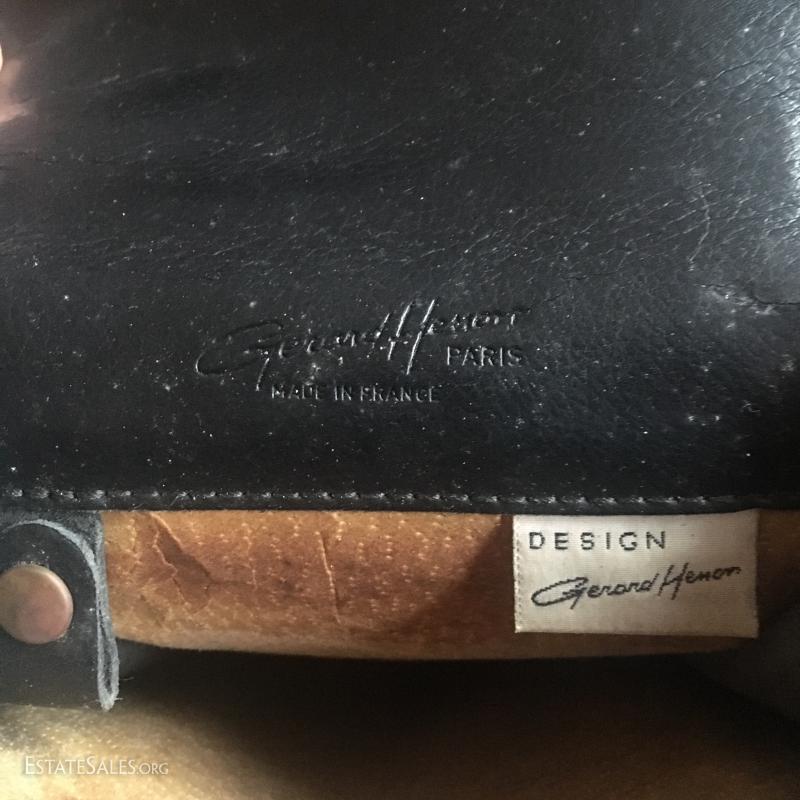 Gerard Henon
PARIS
MADE IN FRANCE
DESIGN
Gerard Henon
ESTATESALES.ORG